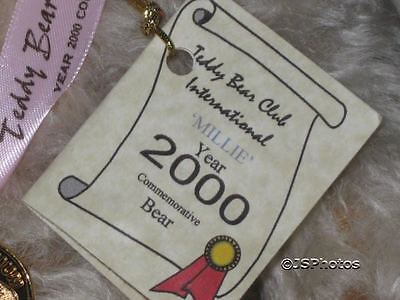 Teddy Bear
YEAR 2000 CO
Teddy Bear Club
International
'MILLIE'
Year
2000
Commemorative
Bear
©JSPhotos